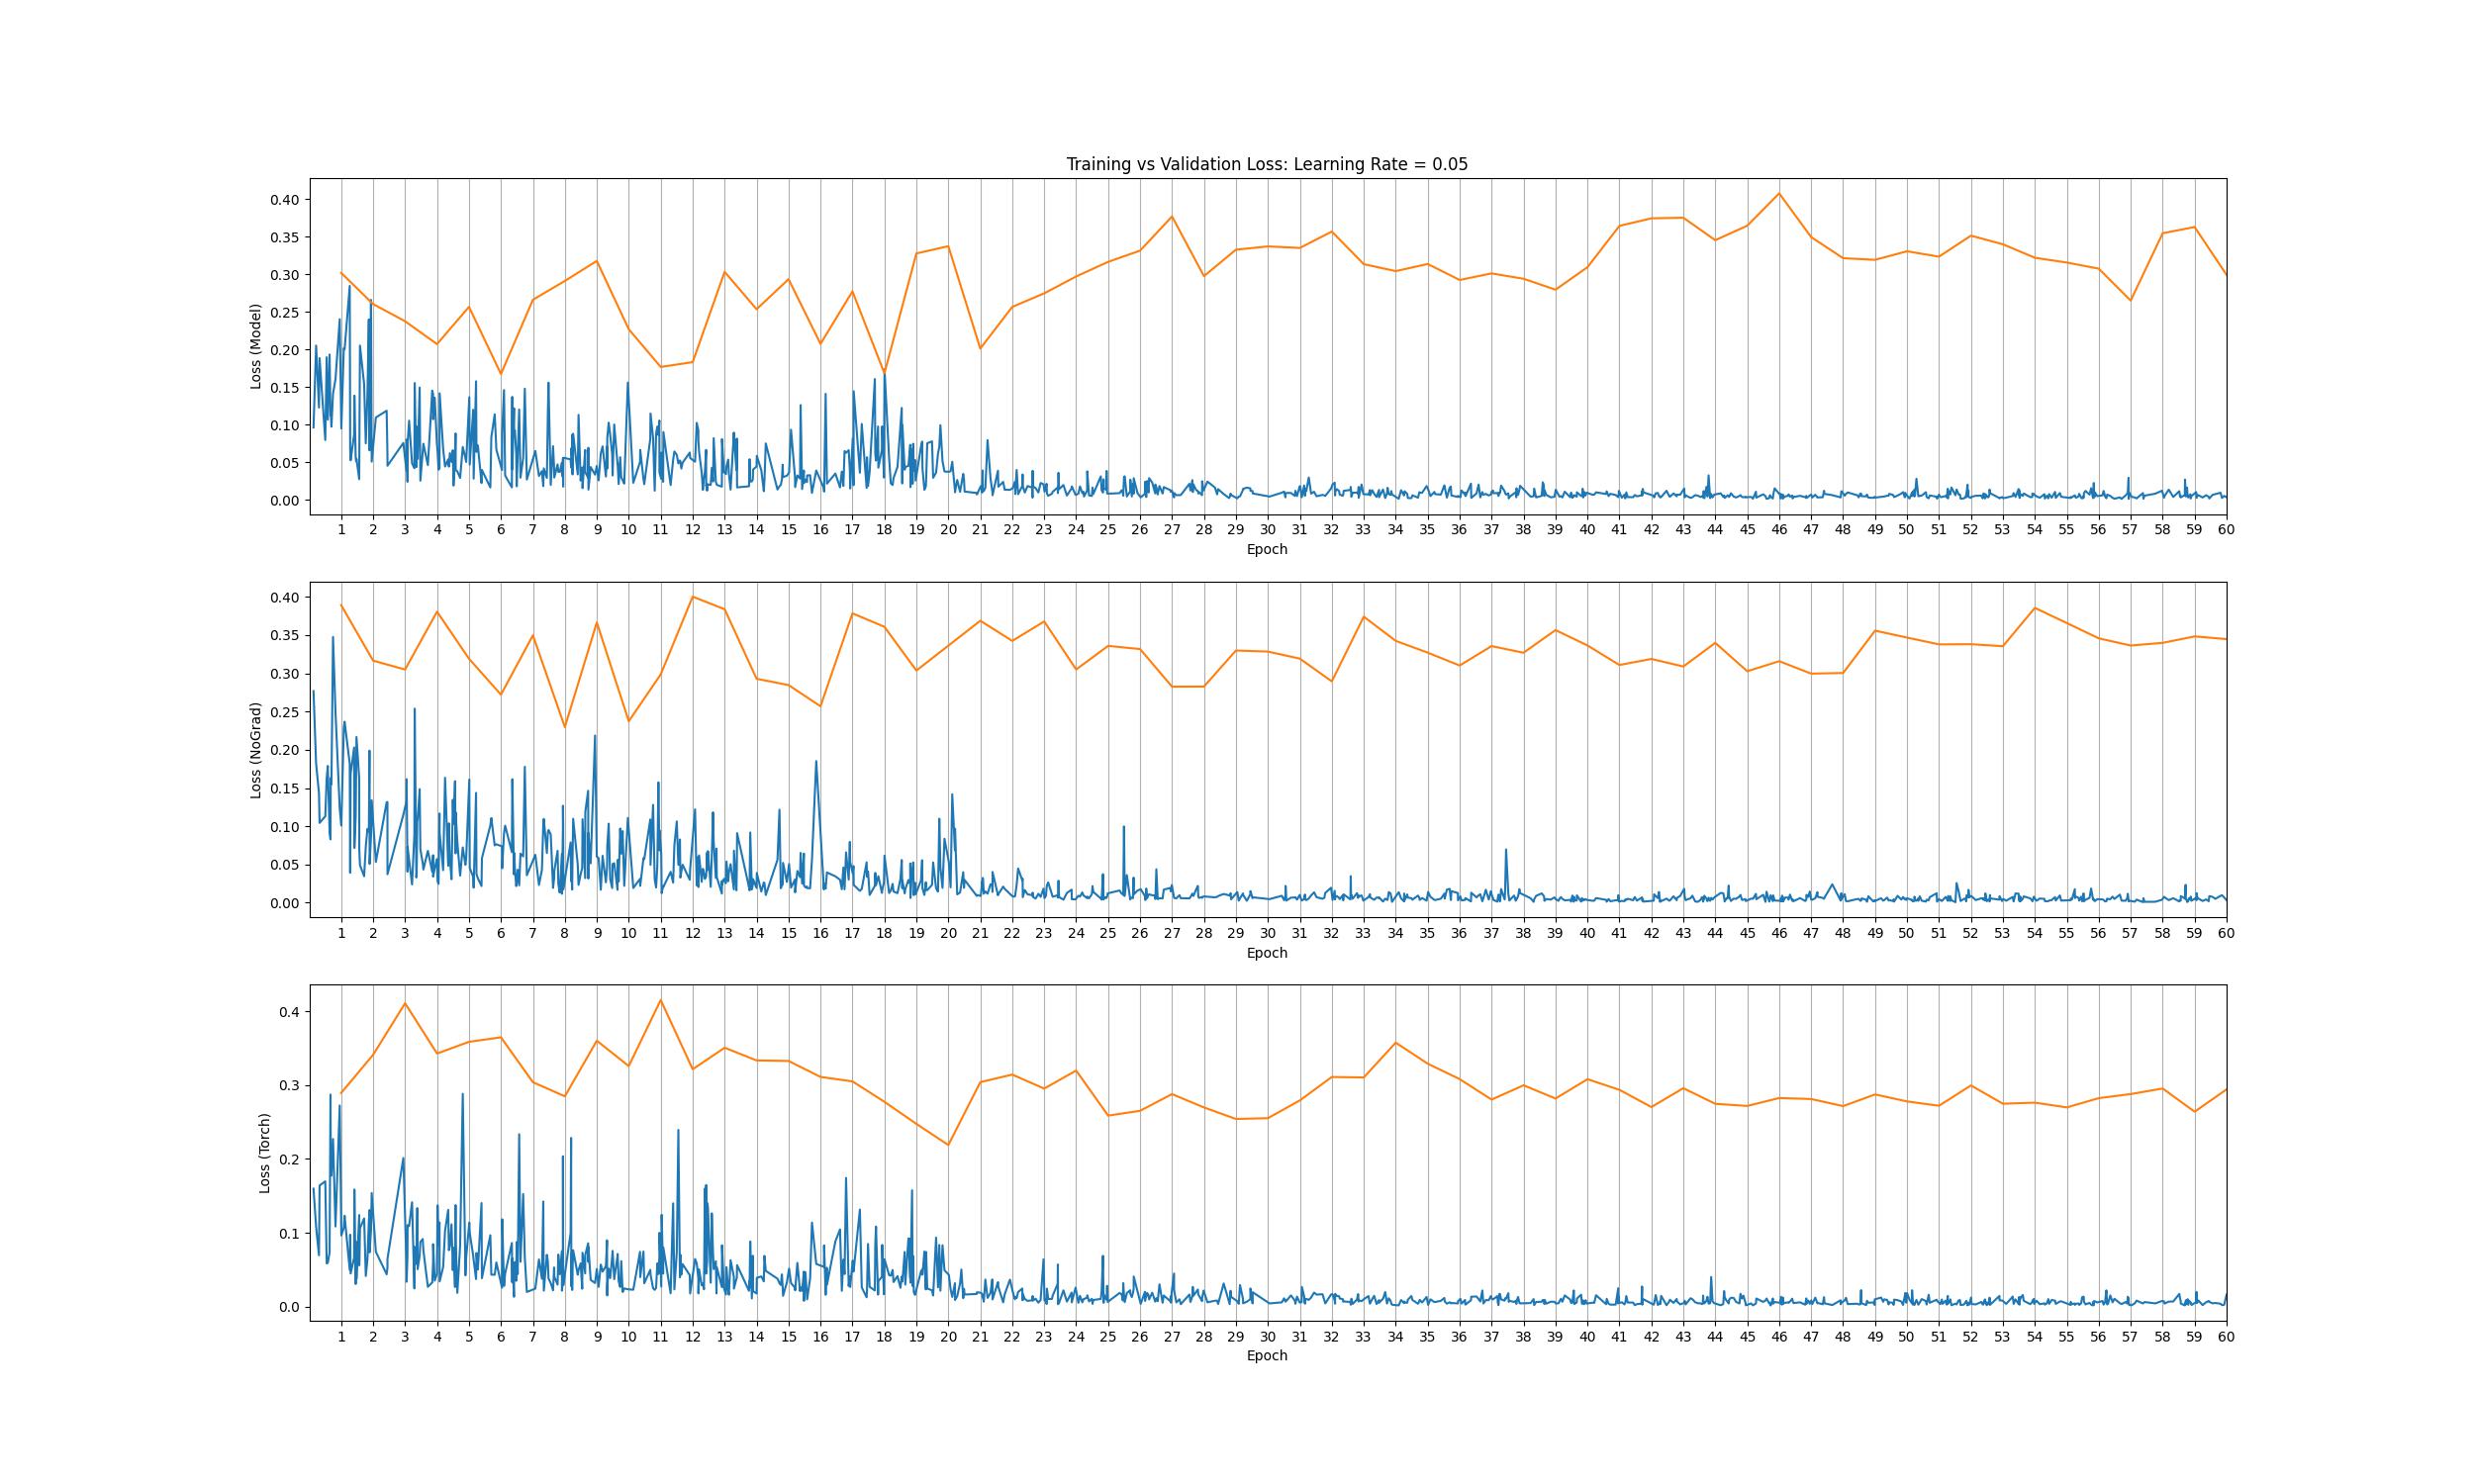 Training vs Validation Loss: Learning Rate = 0.05
0.40
0.35
0.30
0.25
0.20
0.15
0.10
0.05
0.00
Loss (Model)
1 2 3 4 5 6 7 8 9 10 11 12 13 14 15 16 17 18 19 20 21 22 23 24 25 26 27 28 29 30 31 32 33 34 35 36 37 38 39 40 41 42 43 44 45 46 47 48 49 50 51 52 53 54 55 56 57 58 59 60
Epoch
0.40
0.35
0.30
0.25
0.20
0.15
0.10
0.05
0.00
Loss (NoGrad)
1 2 3 4 5 6 7 8 9 10 11 12 13 14 15 16 17 18 19 20 21 22 23 24 25 26 27 28 29 30 31 32 33 34 35 36 37 38 39 40 41 42 43 44 45 46 47 48 49 50 51 52 53 54 55 56 57 58 59 60
Epoch
0.4
0.3
0.2
0.1
0.0
Loss (Torch)
1 2 3 4 5 6 7 8 9 10 11 12 13 14 15 16 17 18 19 20 21 22 23 24 25 26 27 28 29 30 31 32 33 34 35 36 37 38 39 40 41 42 43 44 45 46 47 48 49 50 51 52 53 54 55 56 57 58 59 60
Epoch